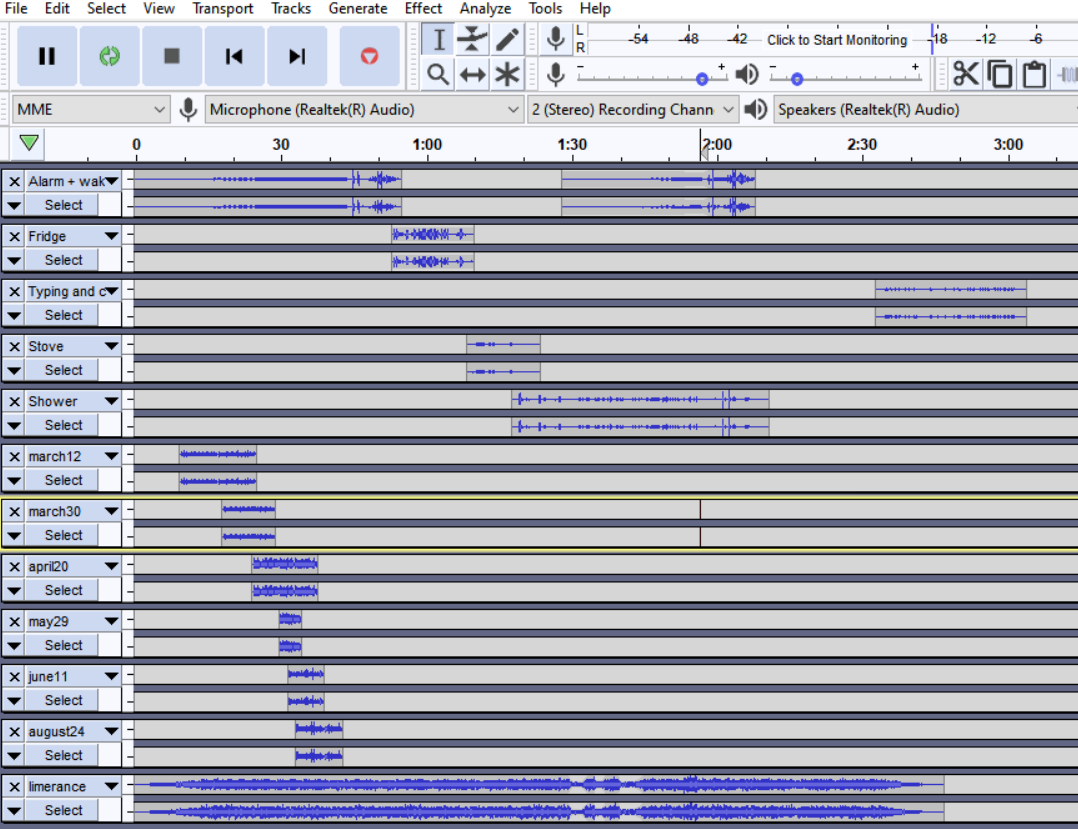 File Edit Select View Transport Tracks Generate Effect Analyze Tools Help
L
R
-54 -48 -42 Click to Start Monitoring -18 -12 -6
- +
- +
MME Microphone (Realtek(R) Audio) 2 (Stereo) Recording Chann Speakers (Realtek(R) Audio)
0 30 1:00 1:30 2:00 2:30 3:00
Alarm + wak
Select
Fridge
Select
Typing and c
Select
Stove
Select
Shower
Select
march12
Select
march30
Select
april20
Select
may29
Select
june11
Select
august24
Select
limerance
Select